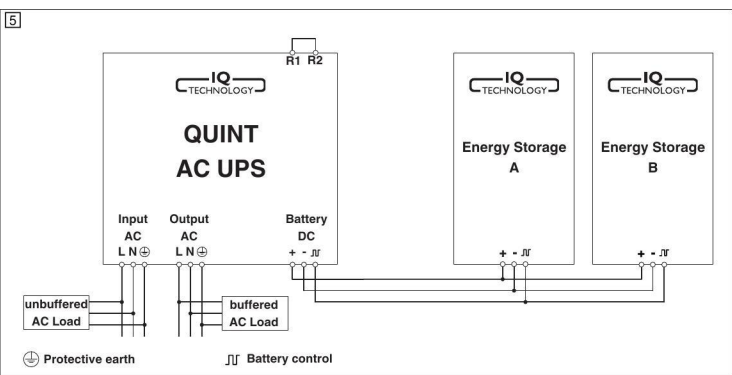 5
R1 R2
IQ
TECHNOLOGY
QUINT
AC UPS
Input
AC
L N
Output
AC
L N
Battery
DC
+ -
IQ
TECHNOLOGY
Energy Storage
A
+ -
IQ
TECHNOLOGY
Energy Storage
B
+ -
unbuffered
AC Load
buffered
AC Load
Protective earth
Battery control